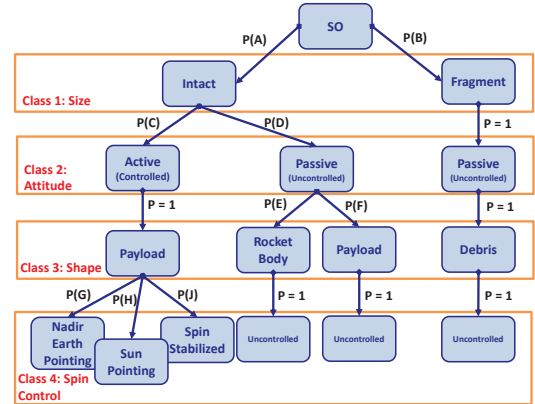 SO
P(A)
P(B)
Intact
Fragment
Class 1: Size
P(C)
P(D)
P = 1
Class 2:
Attitude
Active
(Controlled)
Passive
(Uncontrolled)
Passive
(Uncontrolled)
P = 1
P(E)
P(F)
P = 1
Class 3: Shape
Payload
Rocket
Body
Payload
Debris
P(G)
P(H)
P(J)
P = 1
P = 1
P = 1
Nadir
Earth
Pointing
Sun
Pointing
Spin
Stabilized
Uncontrolled
Uncontrolled
Uncontrolled
Class 4: Spin
Control